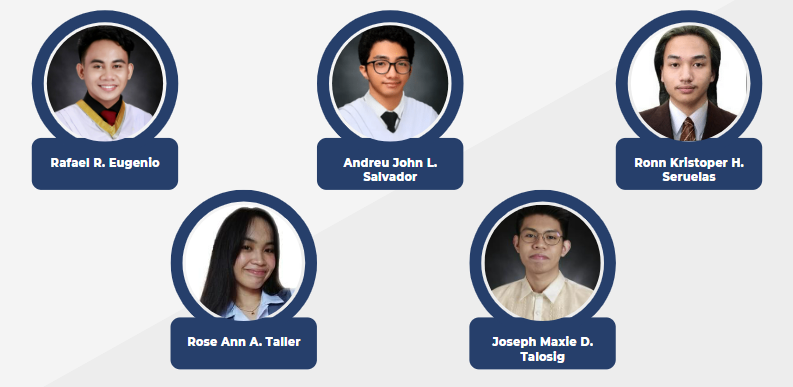 Rafael R. Eugenio
Andreu John L.
Salvador
Ronn Kristoper H.
Seruelas
Rose Ann A. Taller
Joseph Maxie D.
Talosig